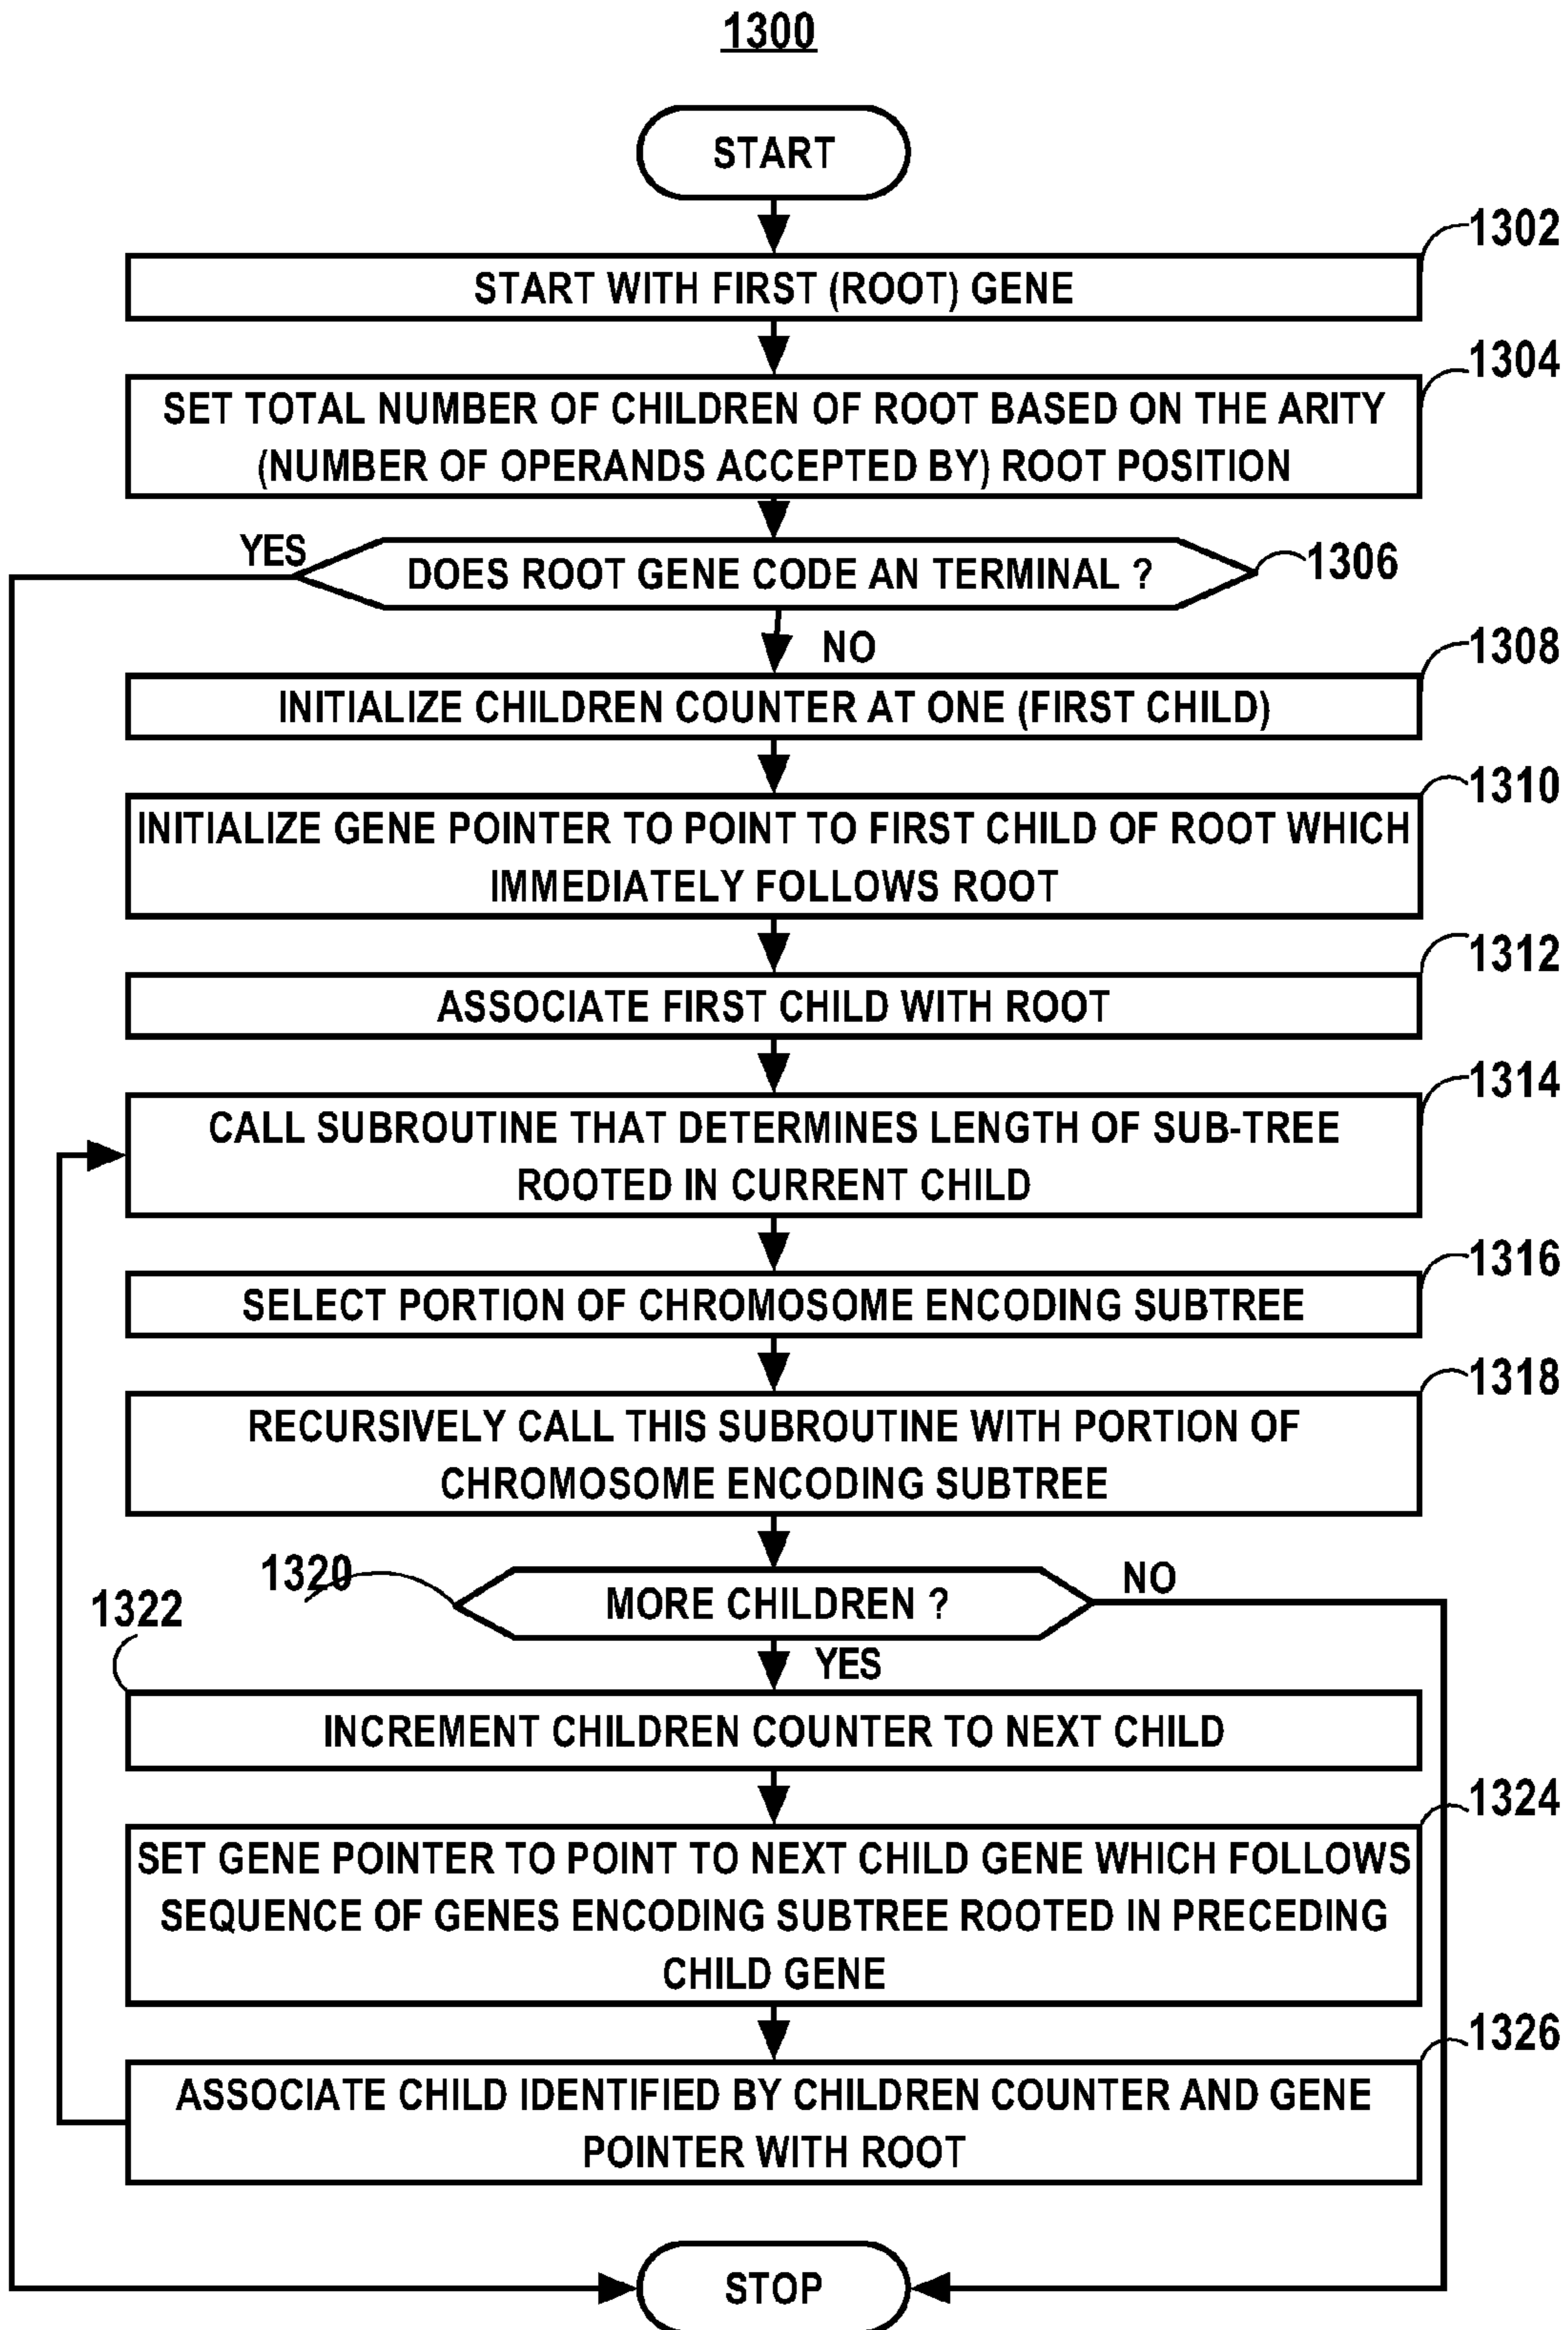 1300
START
1302
START WITH FIRST (ROOT) GENE
1304
SET TOTAL NUMBER OF CHILDREN OF ROOT BASED ON THE ARITY
(NUMBER OF OPERANDS ACCEPTED BY) ROOT POSITION
YES
DOES ROOT GENE CODE AN TERMINAL ?
1306
NO
1308
INITIALIZE CHILDREN COUNTER AT ONE (FIRST CHILD)
1310
INITIALIZE GENE POINTER TO POINT TO FIRST CHILD OF ROOT WHICH
IMMEDIATELY FOLLOWS ROOT
1312
ASSOCIATE FIRST CHILD WITH ROOT
1314
CALL SUBROUTINE THAT DETERMINES LENGTH OF SUB-TREE
ROOTED IN CURRENT CHILD
1316
SELECT PORTION OF CHROMOSOME ENCODING SUBTREE
1318
RECURSIVELY CALL THIS SUBROUTINE WITH PORTION OF
CHROMOSOME ENCODING SUBTREE
1320
MORE CHILDREN ?
NO
1322
YES
INCREMENT CHILDREN COUNTER TO NEXT CHILD
1324
SET GENE POINTER TO POINT TO NEXT CHILD GENE WHICH FOLLOWS
SEQUENCE OF GENES ENCODING SUBTREE ROOTED IN PRECEDING
CHILD GENE
1326
ASSOCIATE CHILD IDENTIFIED BY CHILDREN COUNTER AND GENE
POINTER WITH ROOT
STOP